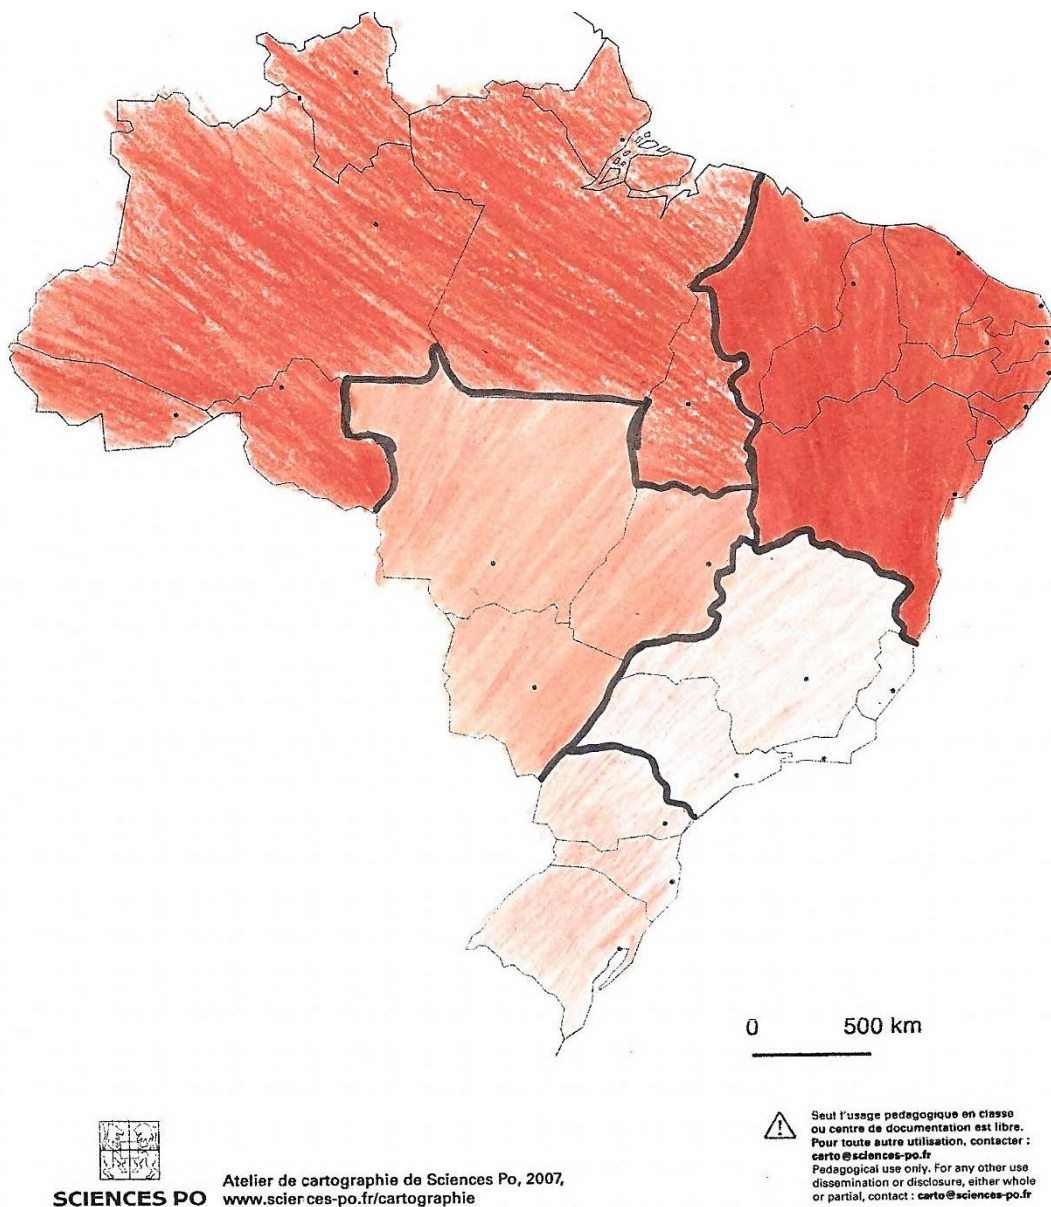 0 500 km
SCIENCES PO
Atelier de cartographie de Sciences Po, 2007,
www.sciences-po.fr/cartographie
Seul l'usage pedagogique en classe
ou centre de documentation est libre.
Pour toute autre utilisation, contacter :
carto@sciences-po.fr
Pedagogical use only. For any other use
dissemination or disclosure, either whole
or partial, contact : carto@sciences-po.fr